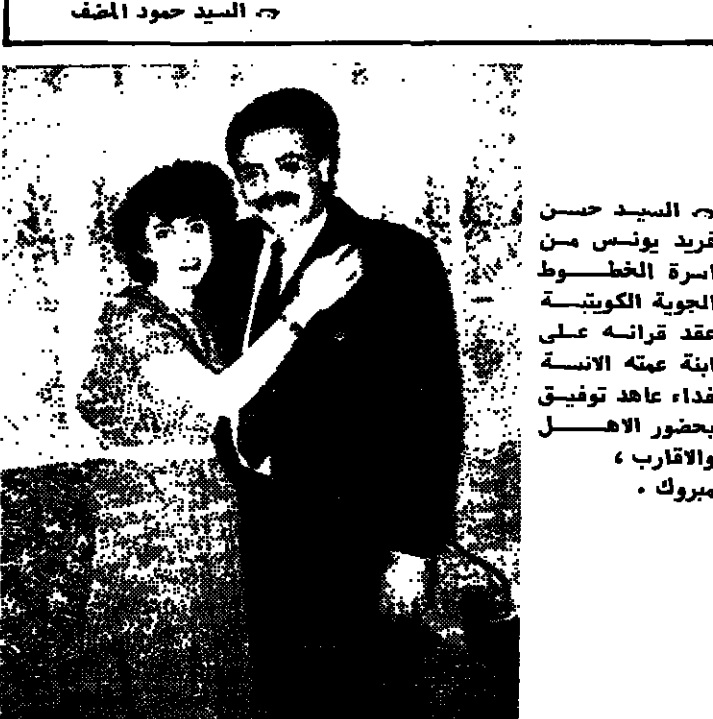 السيد حمود المضف
السيد حسن
فريد يونس من
اسرة الخطوط
الجوية الكويتية
عقد قرانه على
ابنة عمته الانسة
فداء عاهد توفيق
بحضور الاهل
والاقارب ،
مبروك .